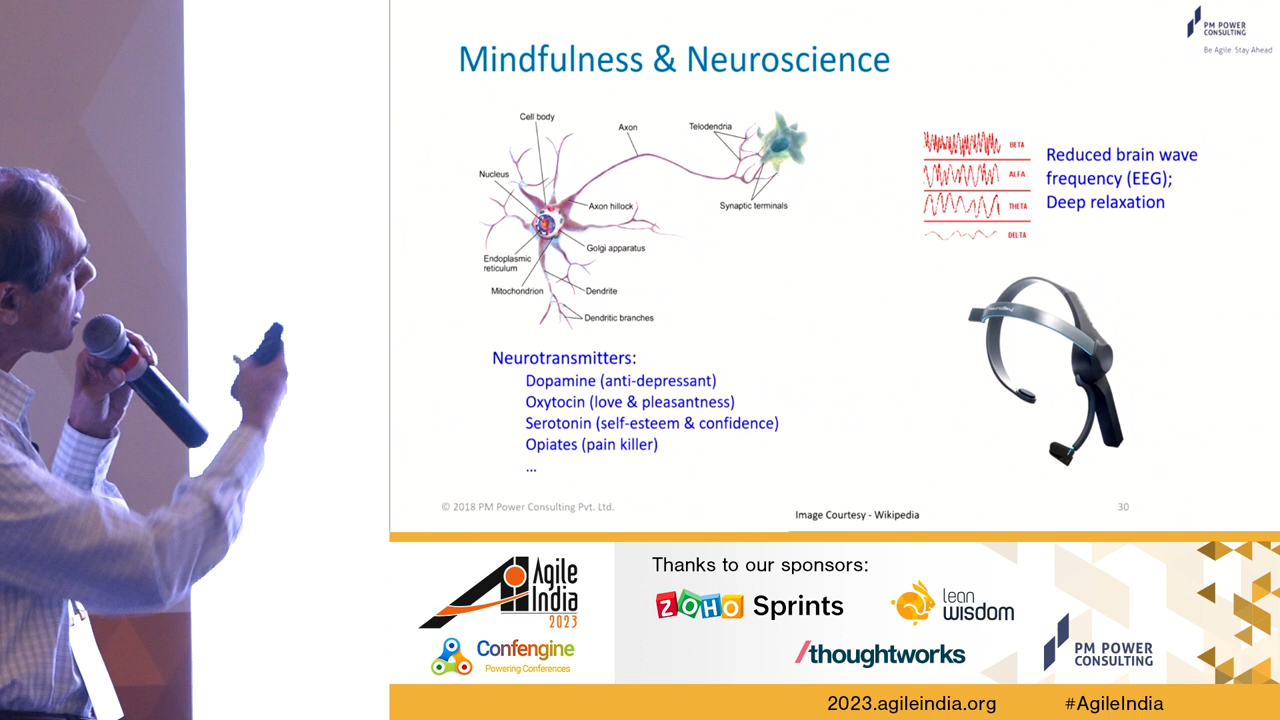 PM POWER
CONSULTING
Be Agile Stay Ahead
Mindfulness & Neuroscience
Cell body
Axon
Telodendria
Nucleus
Axon hillock
Synaptic terminals
Golgi apparatus
Endoplasmic
reticulum
Mitochondrion
Dendrite
Dendritic branches
BETA
ALFA
THETA
DELTA
Reduced brain wave
frequency (EEG);
Deep relaxation
Neurotransmitters:
Dopamine (anti-depressant)
Oxytocin (love & pleasantness)
Serotonin (self-esteem & confidence)
Opiates (pain killer)
...
© 2018 PM Power Consulting Pvt. Ltd.
Image Courtesy - Wikipedia
30
Agile
India
2023
Confengine
Powering Conferences
Thanks to our sponsors:
ZOHO Sprints
lean
wisdom
/thoughtworks
PM POWER
CONSULTING
2023.agileindia.org
#AgileIndia